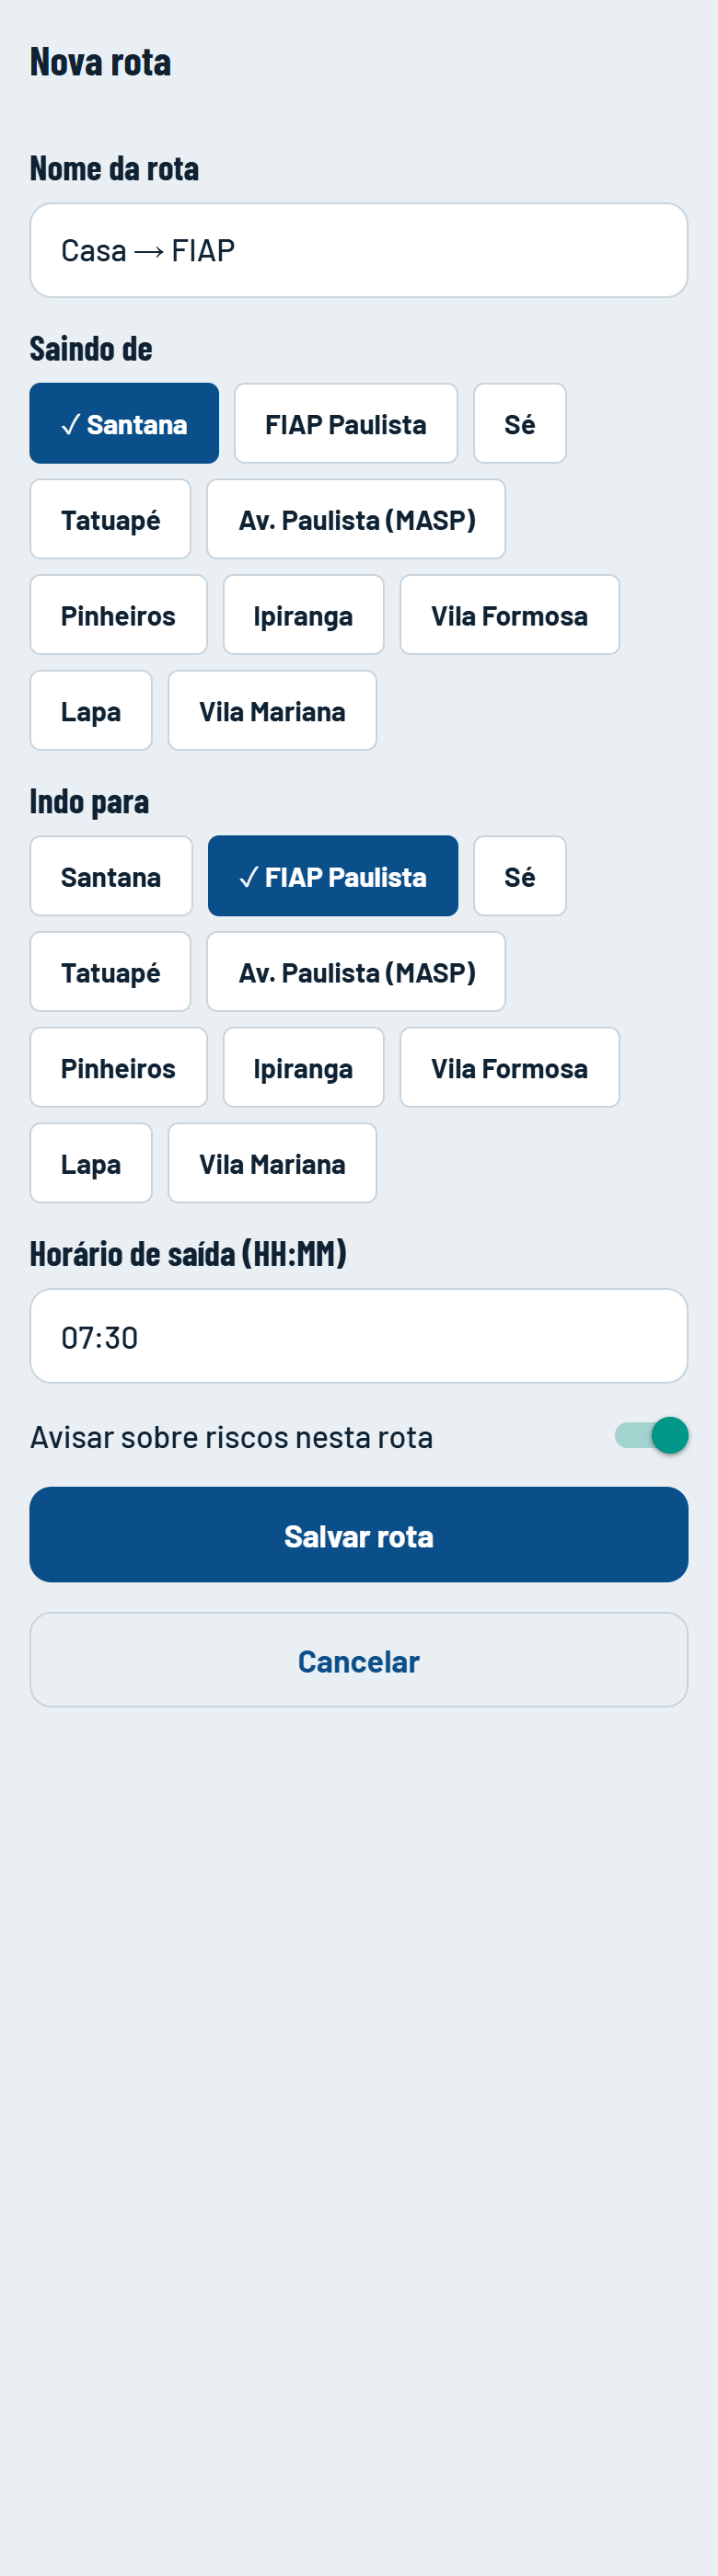 Nova rota
Nome da rota
Casa → FIAP
Saindo de
✓ Santana FIAP Paulista Sé
Tatuapé Av. Paulista (MASP)
Pinheiros Ipiranga Vila Formosa
Lapa Vila Mariana
Indo para
Santana ✓ FIAP Paulista Sé
Tatuapé Av. Paulista (MASP)
Pinheiros Ipiranga Vila Formosa
Lapa Vila Mariana
Horário de saída (HH:MM)
07:30
Avisar sobre riscos nesta rota
Salvar rota
Cancelar